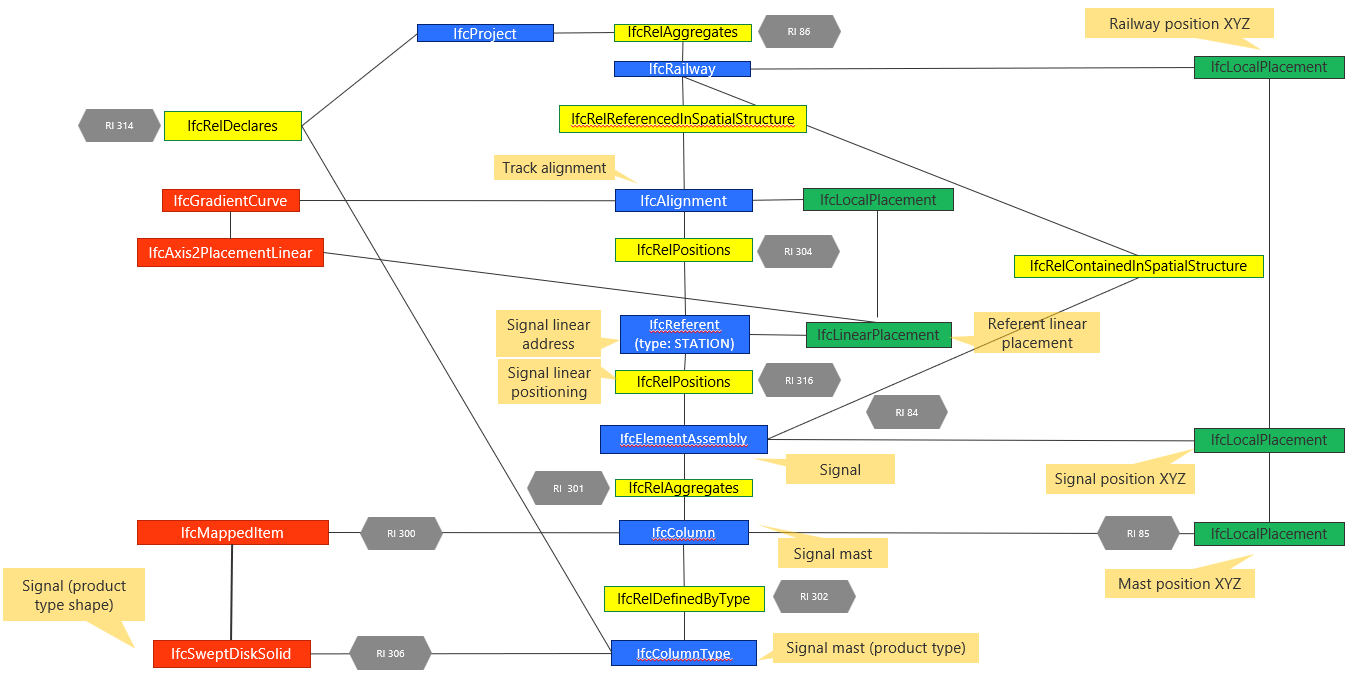 IfcProject
IfcRelAggregates
RI 86
Railway position XYZ
IfcRailway
IfcLocalPlacement
RI 314
IfcRelDeclares
IfcRelReferencedInSpatialStructure
Track alignment
IfcGradientCurve
IfcAlignment
IfcLocalPlacement
IfcAxis2PlacementLinear
IfcRelPositions
RI 304
IfcRelContainedInSpatialStructure
Signal linear
address
IfcReferent
(type: STATION)
IfcLinearPlacement
Referent linear
placement
Signal linear
positioning
IfcRelPositions
RI 316
RI 84
IfcElementAssembly
IfcLocalPlacement
Signal
Signal position XYZ
RI 301
IfcRelAggregates
IfcMappedItem
RI 300
IfcColumn
RI 85
IfcLocalPlacement
Signal mast
Mast position XYZ
Signal (product
type shape)
IfcRelDefinedByType
RI 302
IfcSweptDiskSolid
RI 306
IfcColumnType
Signal mast (product type)